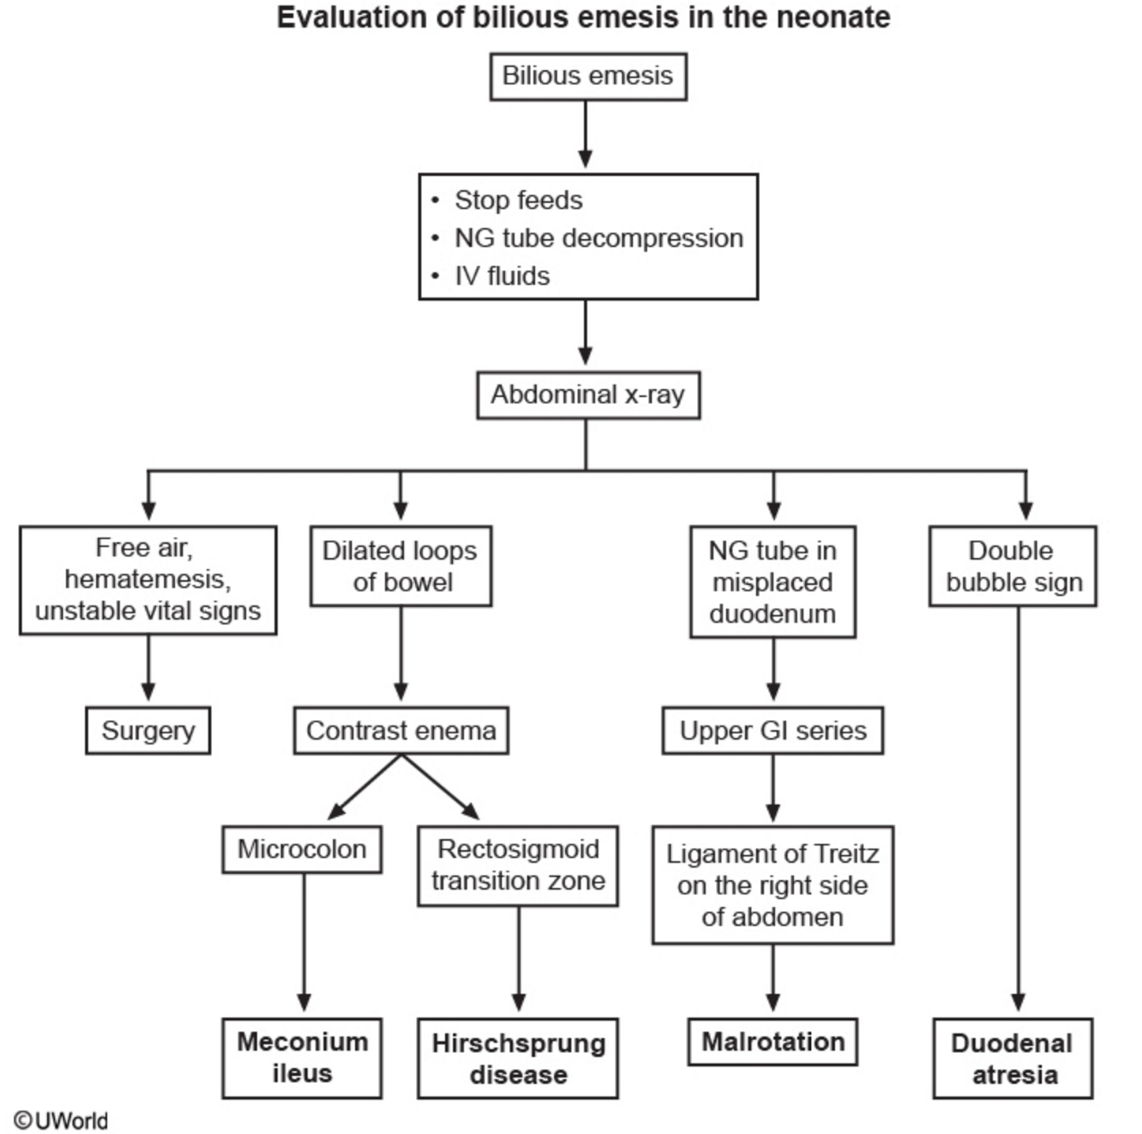 Evaluation of bilious emesis in the neonate
Bilious emesis
• Stop feeds
• NG tube decompression
• IV fluids
Abdominal x-ray
Free air,
hematemesis,
unstable vital signs
Dilated loops
of bowel
NG tube in
misplaced
duodenum
Double
bubble sign
Surgery
Contrast enema
Upper GI series
Microcolon
Rectosigmoid
transition zone
Ligament of Treitz
on the right side
of abdomen
Meconium
ileus
Hirschsprung
disease
Malrotation
Duodenal
atresia
©UWorld